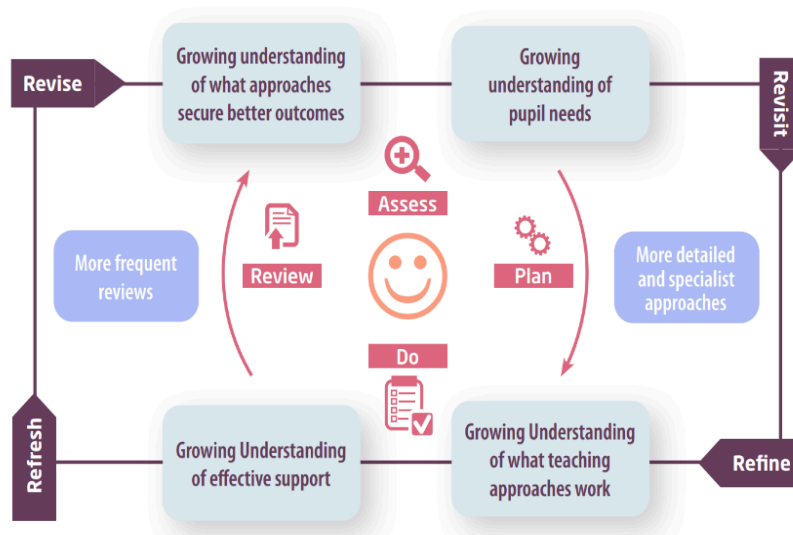 Revise
Growing understanding
of what approaches
secure better outcomes
Growing
understanding of
pupil needs
Revisit
Assess
Review
Plan
More frequent
reviews
More detailed
and specialist
approaches
Do
Refresh
Growing Understanding
of effective support
Growing Understanding
of what teaching
approaches work
Refine